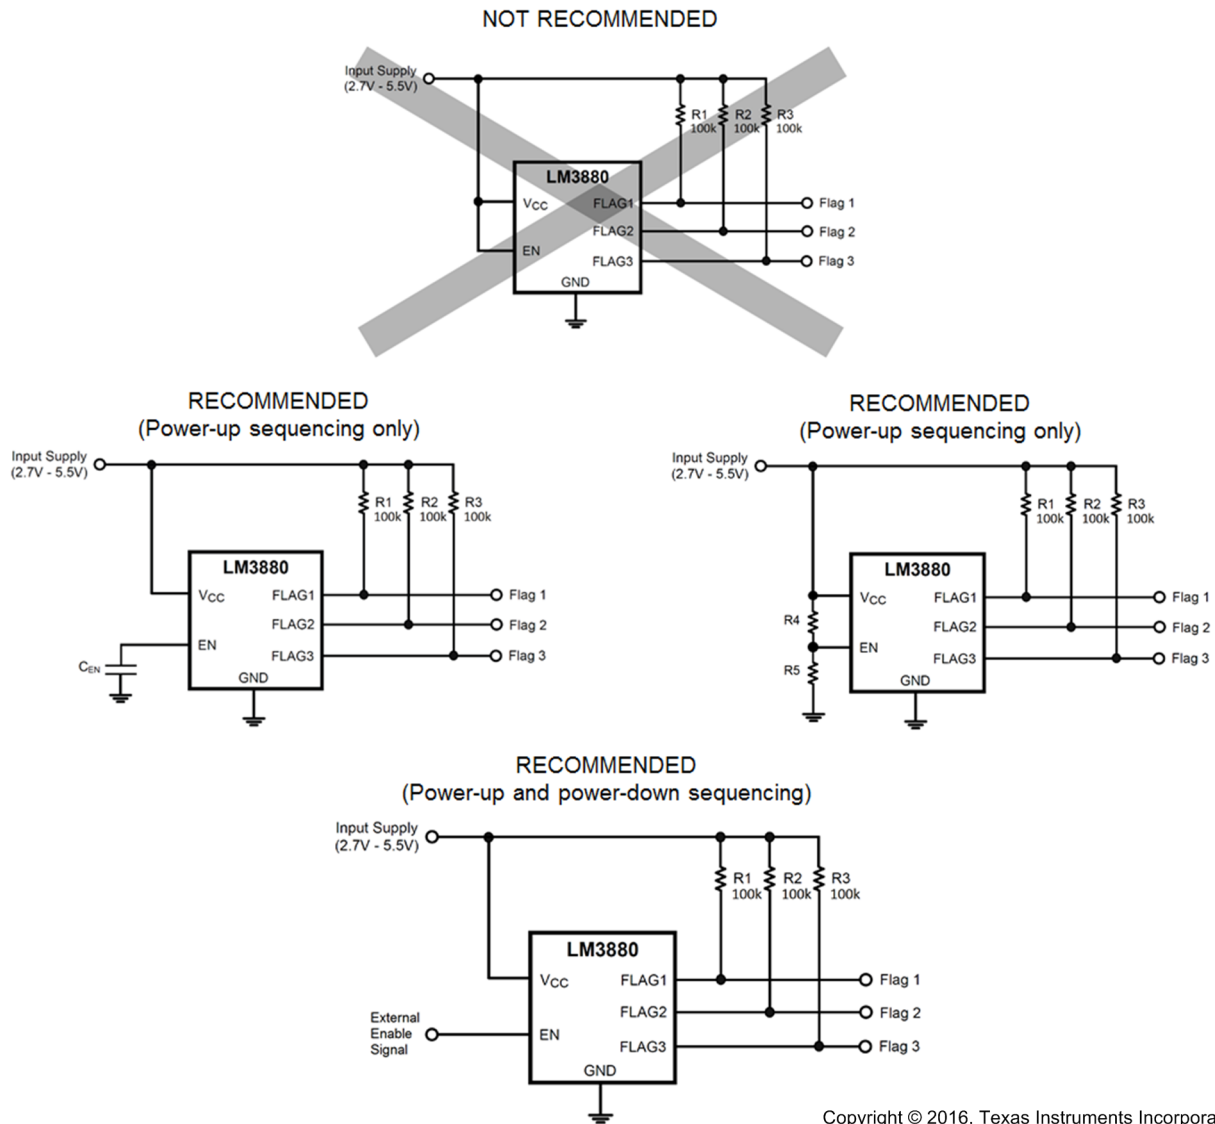 NOT RECOMMENDED
Input Supply
(2.7V - 5.5V)
R1
100k
R2
100k
R3
100k
LM3880
VCC
FLAG1
Flag 1
FLAG2
Flag 2
EN
FLAG3
Flag 3
GND
RECOMMENDED
(Power-up sequencing only)
Input Supply
(2.7V - 5.5V)
R1
100k
R2
100k
R3
100k
LM3880
VCC
FLAG1
Flag 1
FLAG2
Flag 2
EN
FLAG3
Flag 3
CEN
GND
RECOMMENDED
(Power-up sequencing only)
Input Supply
(2.7V - 5.5V)
R1
100k
R2
100k
R3
100k
LM3880
VCC
FLAG1
Flag 1
R4
FLAG2
Flag 2
EN
FLAG3
Flag 3
R5
GND
RECOMMENDED
(Power-up and power-down sequencing)
Input Supply
(2.7V - 5.5V)
R1
100k
R2
100k
R3
100k
LM3880
VCC
FLAG1
Flag 1
FLAG2
Flag 2
External
Enable
Signal
EN
FLAG3
Flag 3
GND
Copyright © 2016, Texas Instruments Incorpora